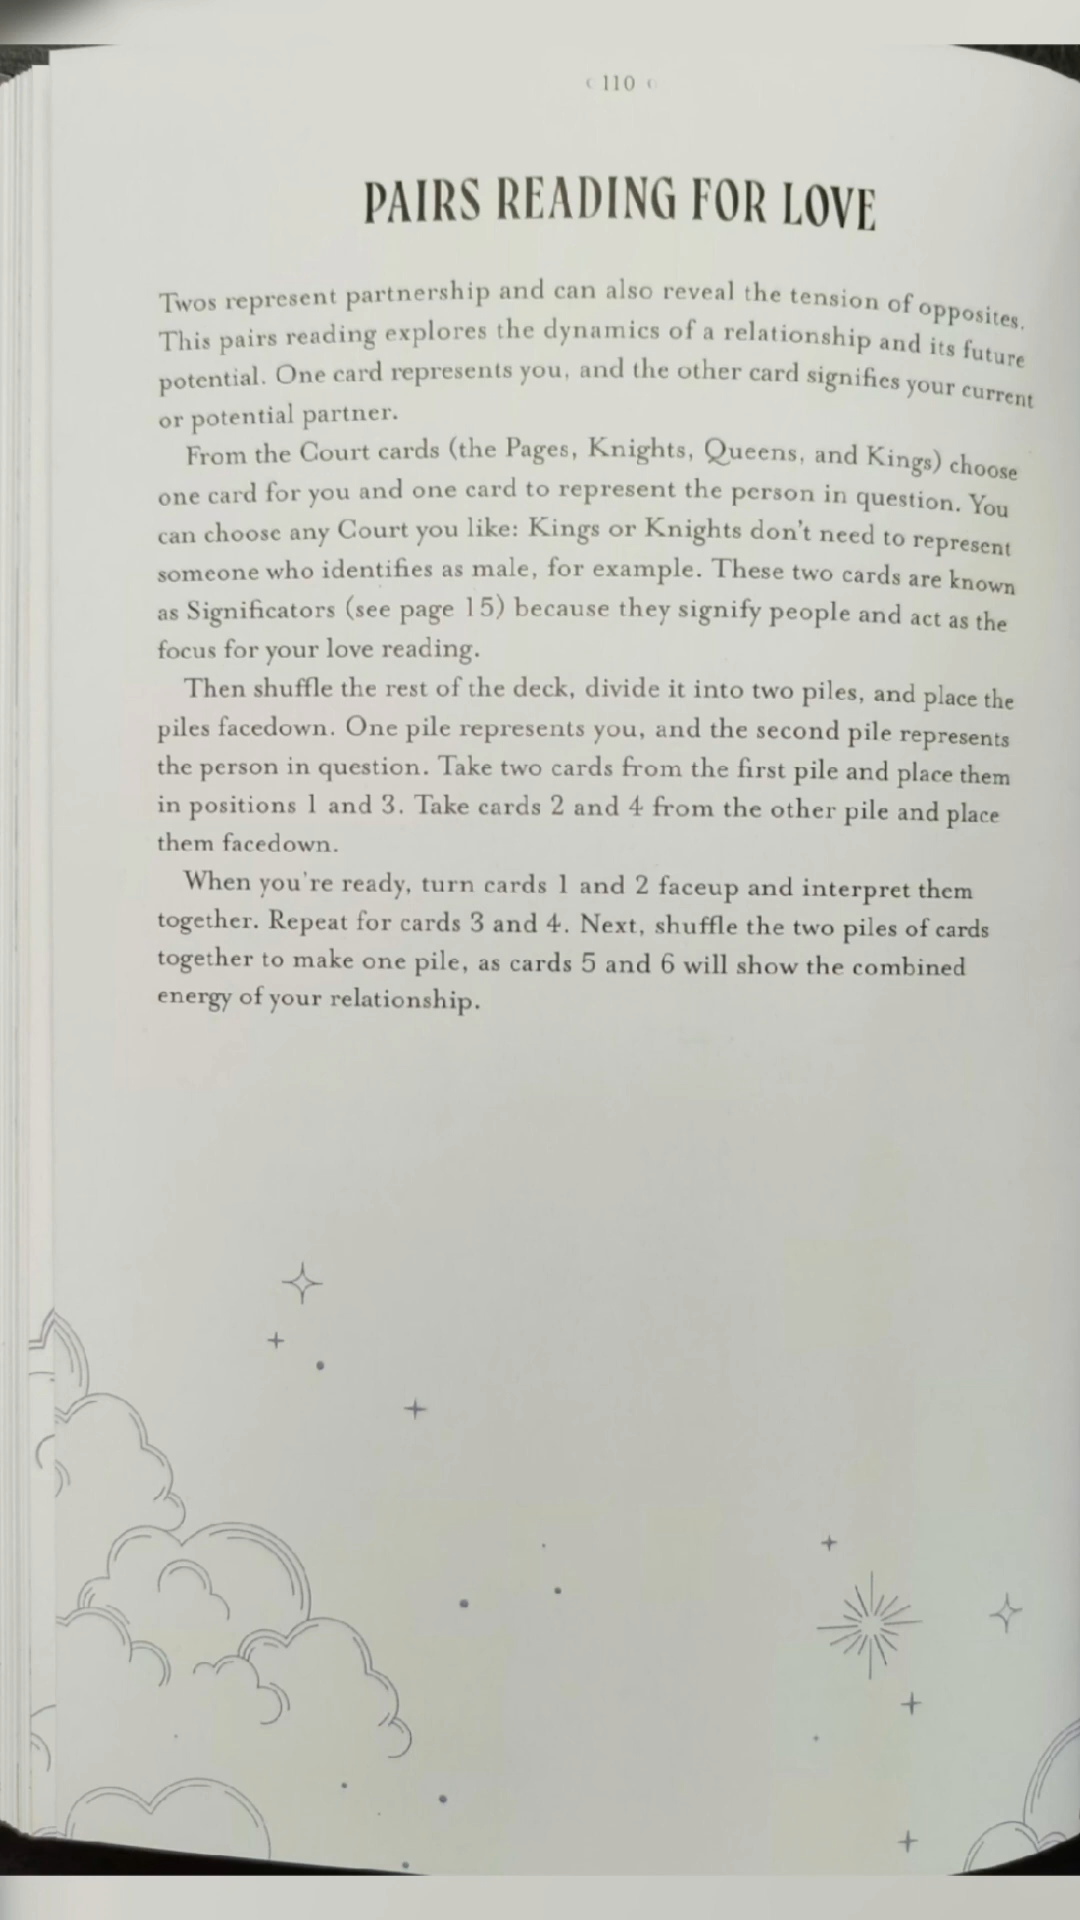 110
PAIRS READING FOR LOVE
Twos represent partnership and can also reveal the tension of opposites.
This pairs reading explores the dynamics of a relationship and its future
potential. One card represents you, and the other card signifies your current
or potential partner.
From the Court cards (the Pages, Knights, Queens, and Kings) choose
one card for you and one card to represent the person in question. You
can choose any Court you like: Kings or Knights don't need to represent
someone who identifies as male, for example. These two cards are known
as Significators (see page 15) because they signify people and act as the
focus for your love reading.
Then shuffle the rest of the deck, divide it into two piles, and place the
piles facedown. One pile represents you, and the second pile represents
the person in question. Take two cards from the first pile and place them
in positions 1 and 3. Take cards 2 and 4 from the other pile and place
them facedown.
When you're ready, turn cards 1 and 2 faceup and interpret them
together. Repeat for cards 3 and 4. Next, shuffle the two piles of cards
together to make one pile, as cards 5 and 6 will show the combined
energy of your relationship.